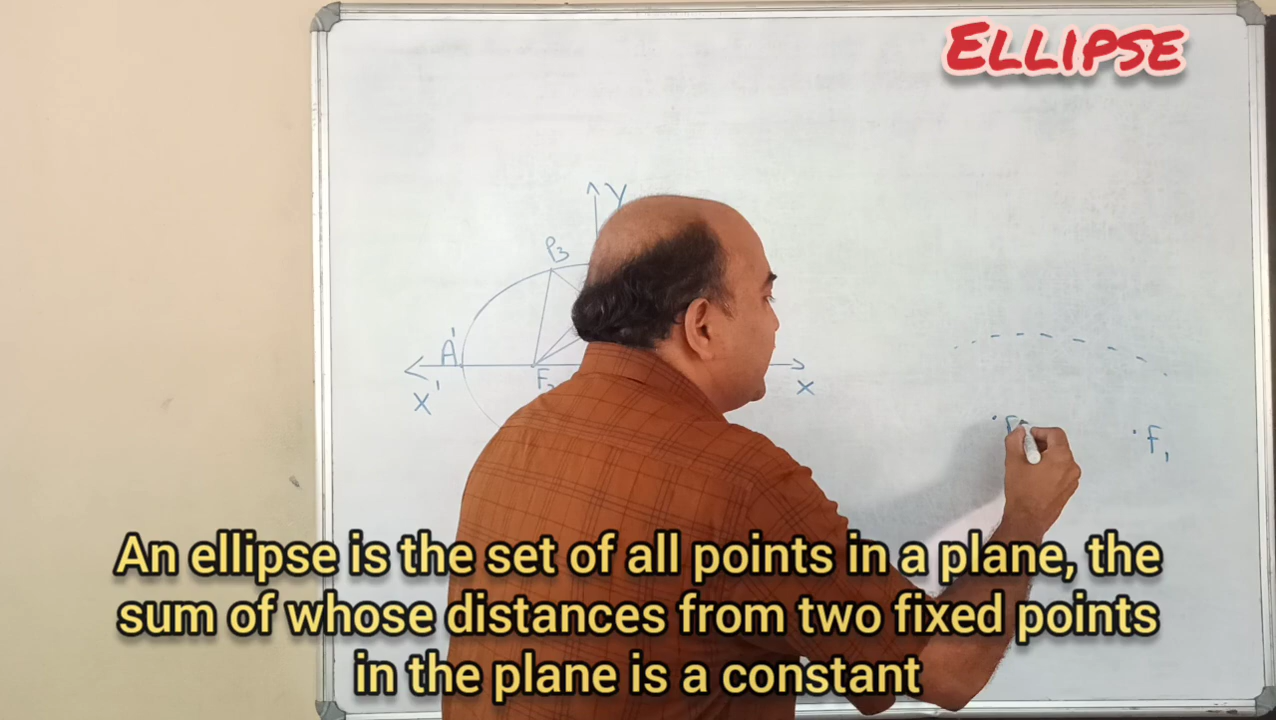 ELLIPSE
Y
P3
A'
F2
X'
X
F
F1
An ellipse is the set of all points in a plane, the
sum of whose distances from two fixed points
in the plane is a constant